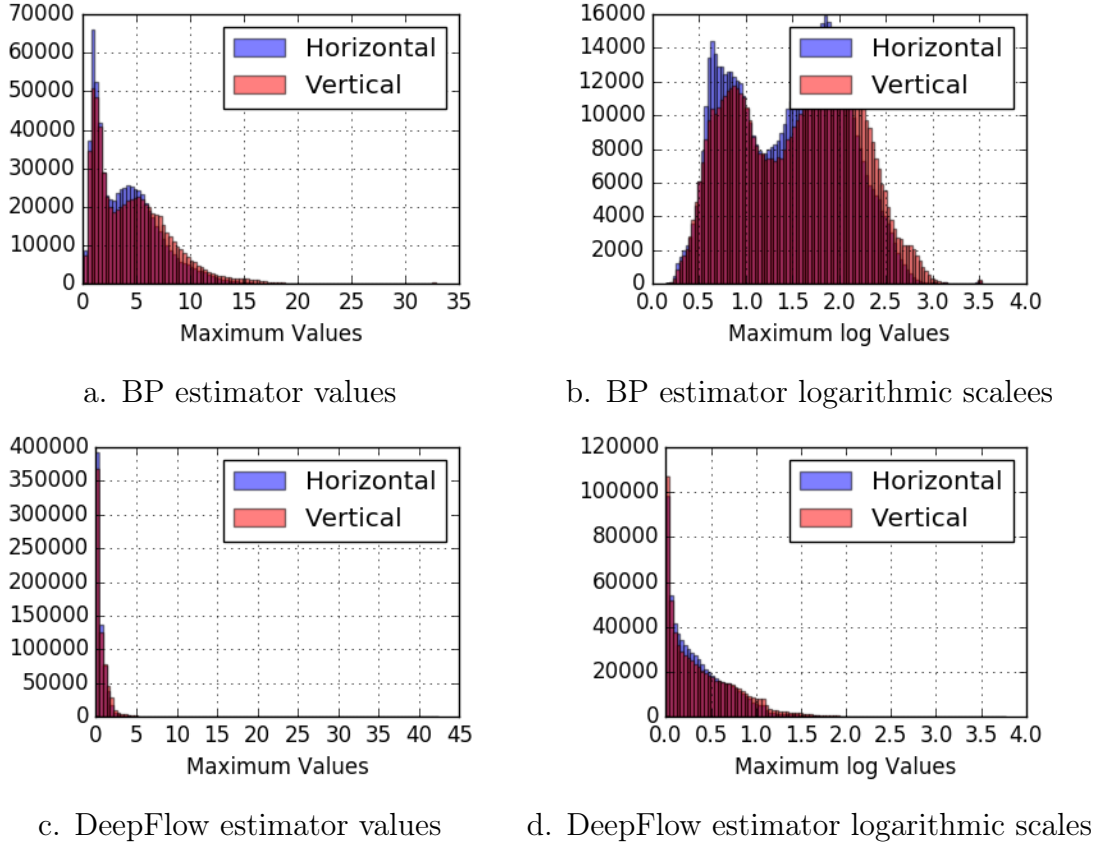 70000
60000
50000
40000
30000
20000
10000
0
Horizontal
Vertical
0 5 10 15 20 25 30 35
Maximum Values
a. BP estimator values
16000
14000
12000
10000
8000
6000
4000
2000
0
Horizontal
Vertical
0.0 0.5 1.0 1.5 2.0 2.5 3.0 3.5 4.0
Maximum log Values
b. BP estimator logarithmic scalees
400000
350000
300000
250000
200000
150000
100000
50000
0
Horizontal
Vertical
0 5 10 15 20 25 30 35 40 45
Maximum Values
c. DeepFlow estimator values
120000
100000
80000
60000
40000
20000
0
Horizontal
Vertical
0.0 0.5 1.0 1.5 2.0 2.5 3.0 3.5 4.0
Maximum log Values
d. DeepFlow estimator logarithmic scales